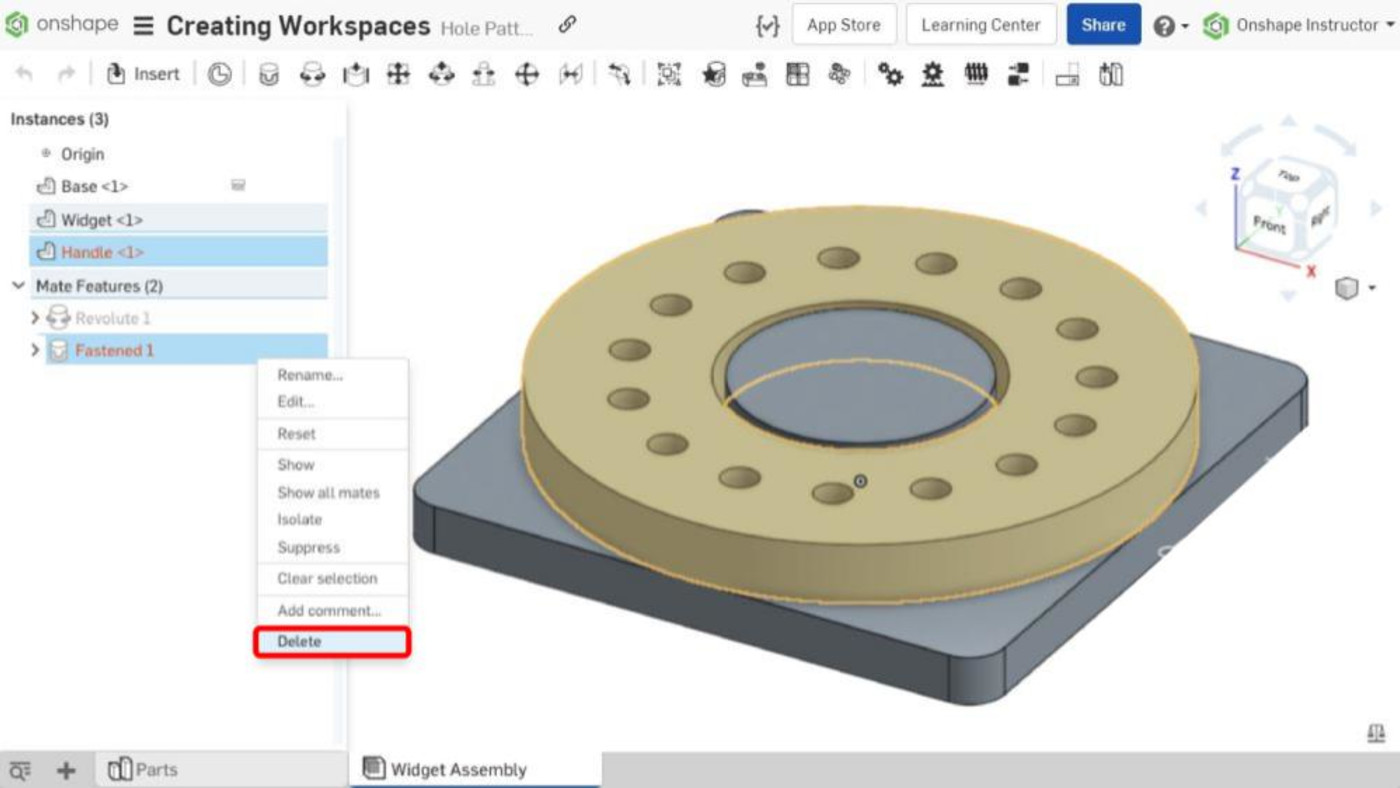 onshape Creating Workspaces Hole Patt... App Store Learning Center Share Onshape Instructor
Insert
Instances (3)
Origin
Base <1>
Widget <1>
Handle <1>
Mate Features (2)
Revolute 1
Fastened 1
Rename...
Edit...
Reset
Show
Show all mates
Isolate
Suppress
Clear selection
Add comment...
Delete
Z
Top
Front
Right
Y
X
Parts
Widget Assembly